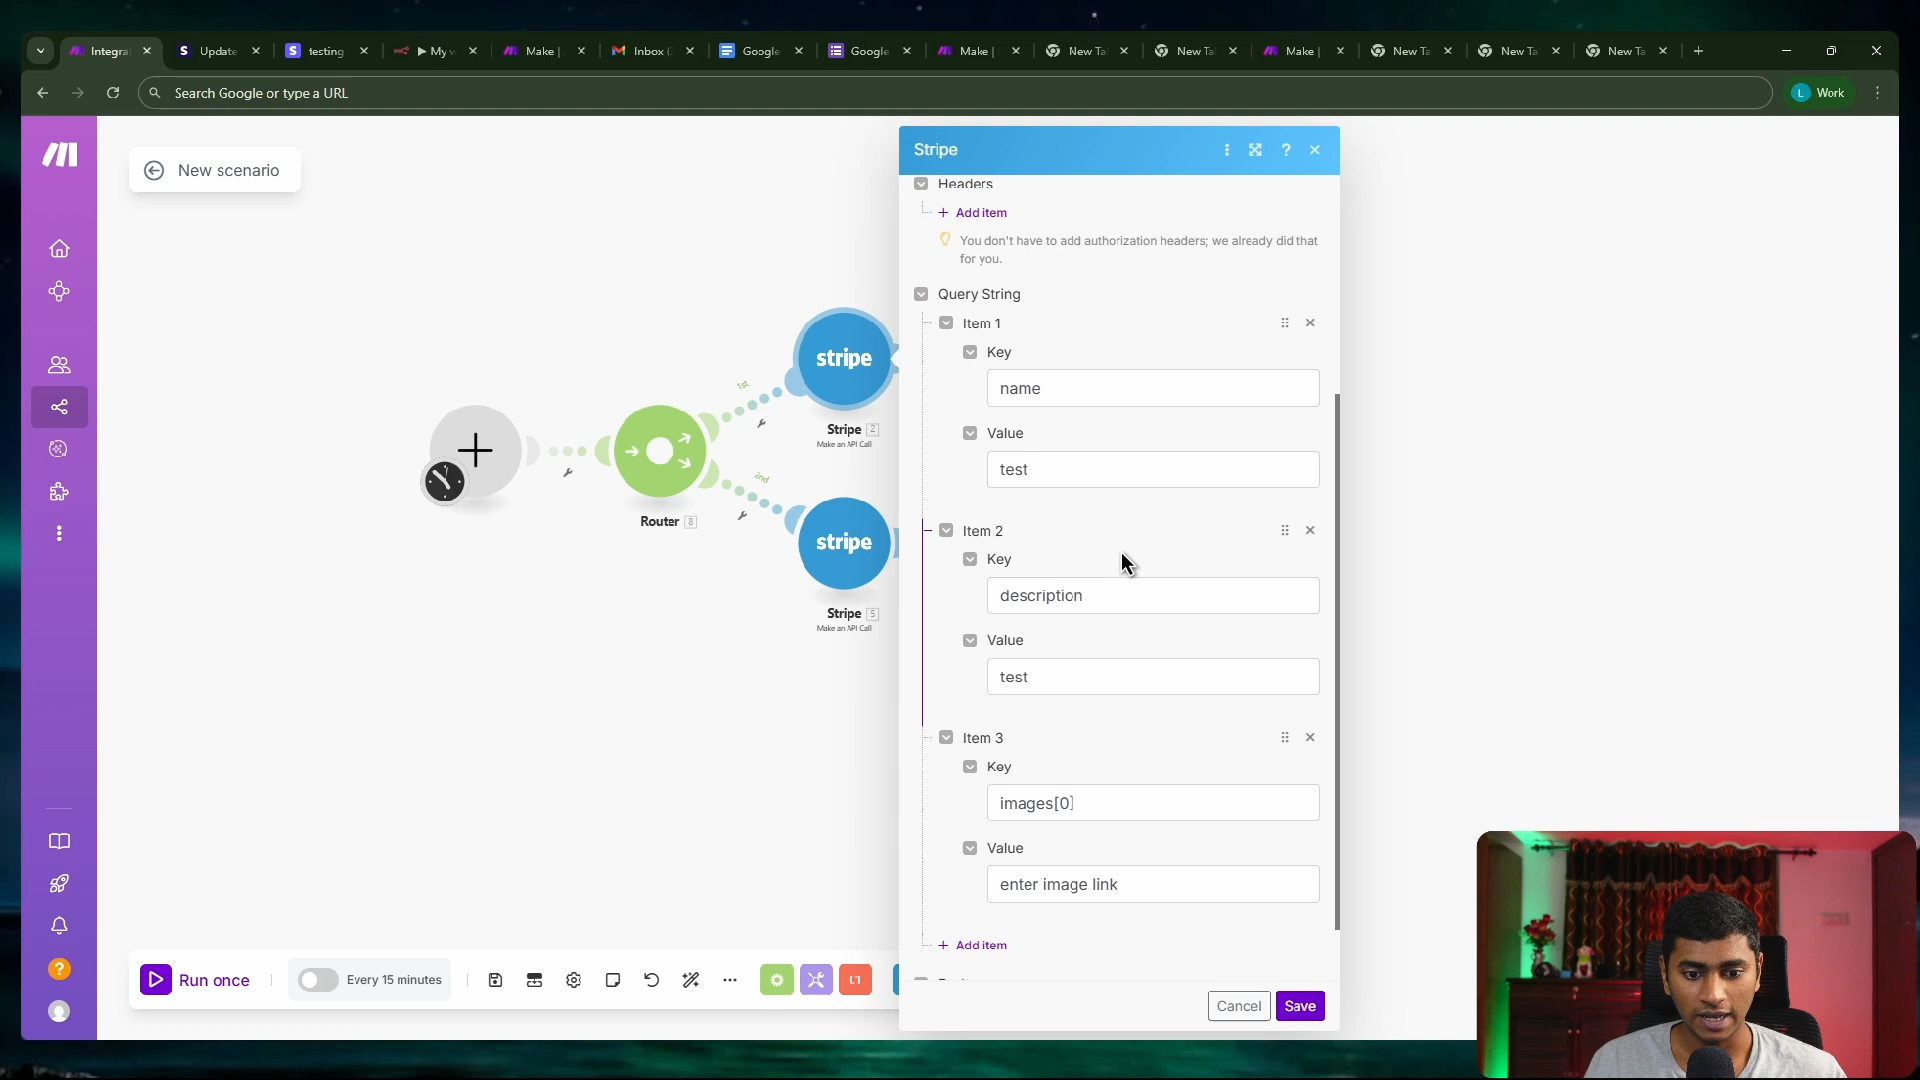 Integra
Update
testing
My v
Make |
Inbox (
Google
Google
Make |
New Ta
New Ta
Make |
New Ta
New Ta
New Ta
Search Google or type a URL
L
Work
New scenario
Stripe
Headers
Add item
You don't have to add authorization headers; we already did that
for you.
Query String
Item 1
Key
name
Value
test
Item 2
Key
description
Value
test
Item 3
Key
images[0]
Value
enter image link
Add item
Cancel
Save
stripe
1st
Stripe 2
Make an API Call
Router 8
2nd
stripe
Stripe 5
Make an API Call
Run once
Every 15 minutes